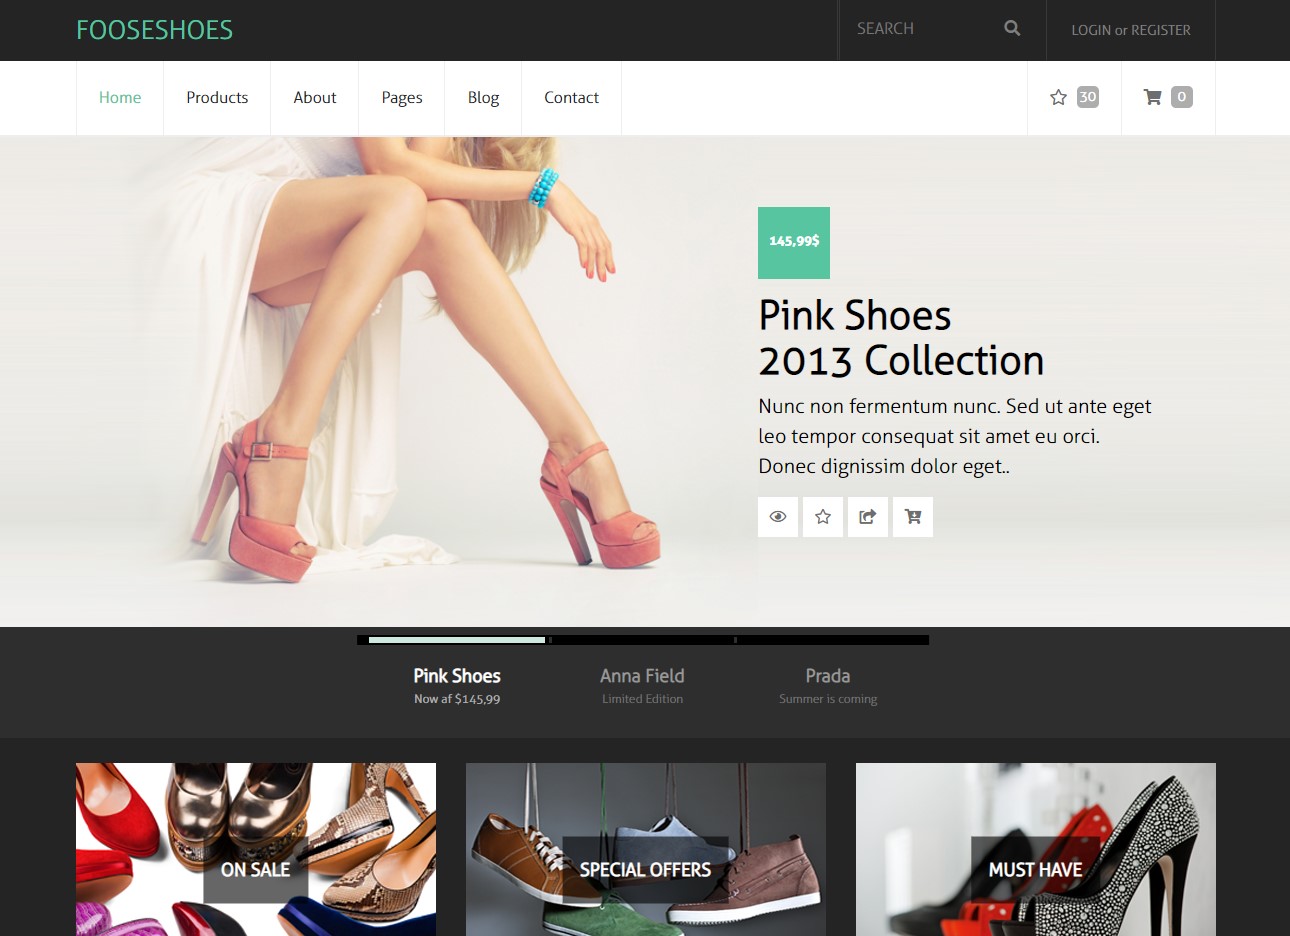 FOOSESHOES
SEARCH
LOGIN or REGISTER
Home
Products
About
Pages
Blog
Contact
30
0
145,99$
Pink Shoes
2013 Collection
Nunc non fermentum nunc. Sed ut ante eget
leo tempor consequat sit amet eu orci.
Donec dignissim dolor eget..
Pink Shoes
Now af $145,99
Anna Field
Limited Edition
Prada
Summer is coming
ON SALE
SPECIAL OFFERS
MUST HAVE